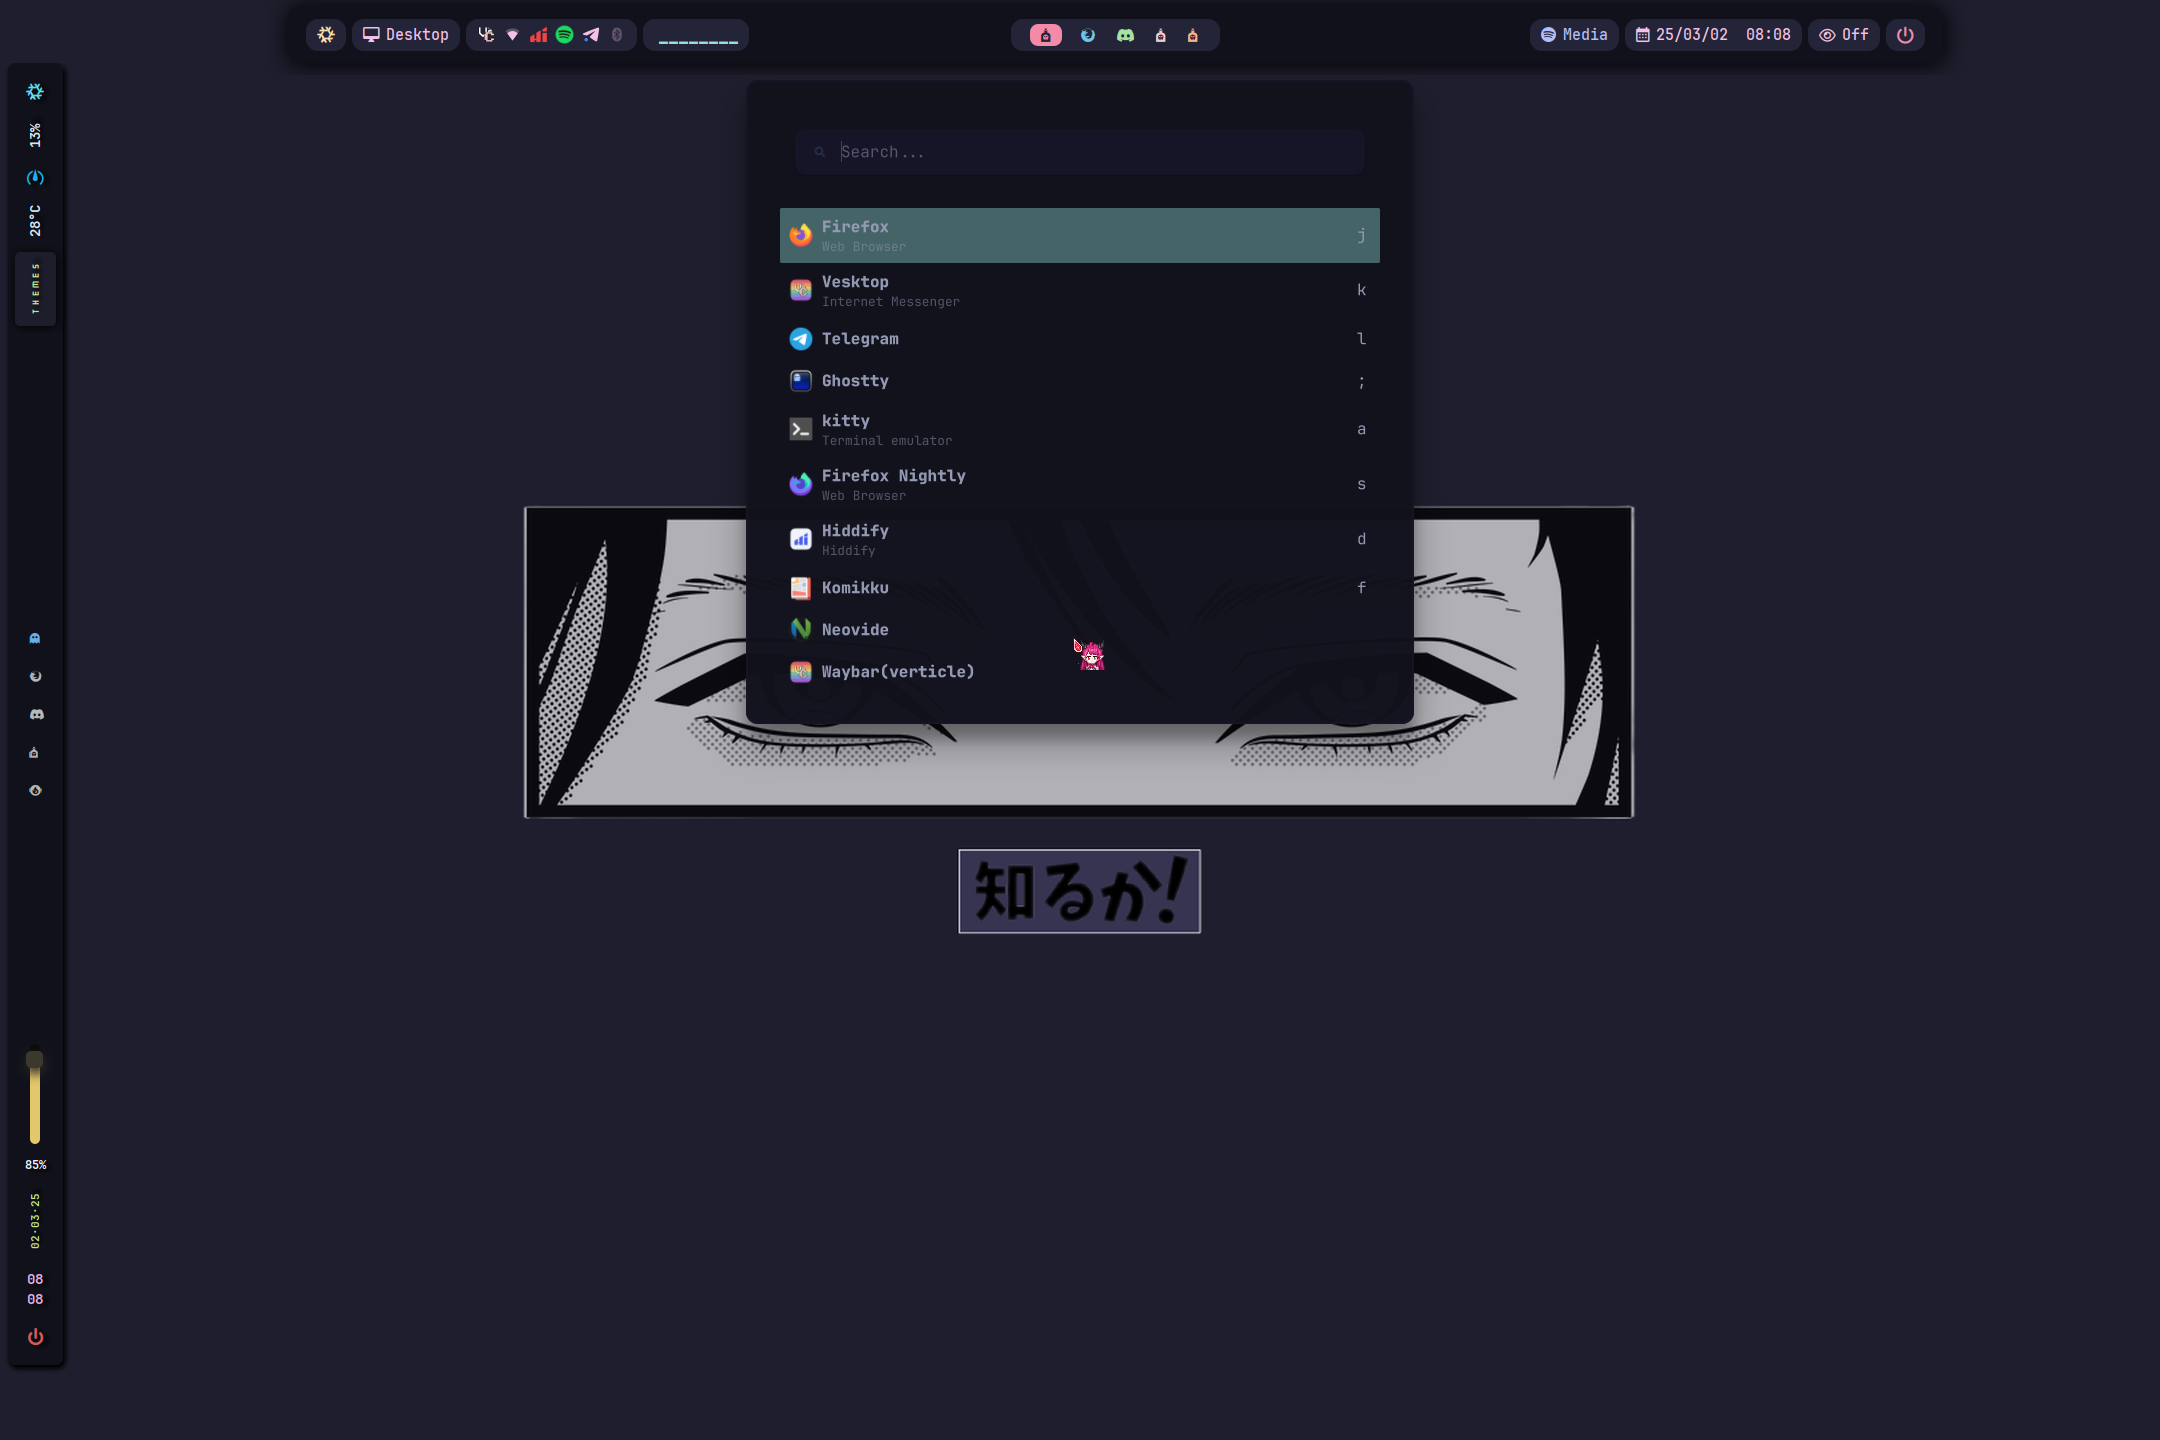 Desktop
Media
25/03/02 08:08
Off
13%
28°C
THEMES
85%
02·03·25
08
08
Search...
Firefox
Web Browser
j
Vesktop
Internet Messenger
k
Telegram
l
Ghostty
;
kitty
Terminal emulator
a
Firefox Nightly
Web Browser
s
Hiddify
Hiddify
d
Komikku
f
Neovide
Waybar(verticle)
知るか!